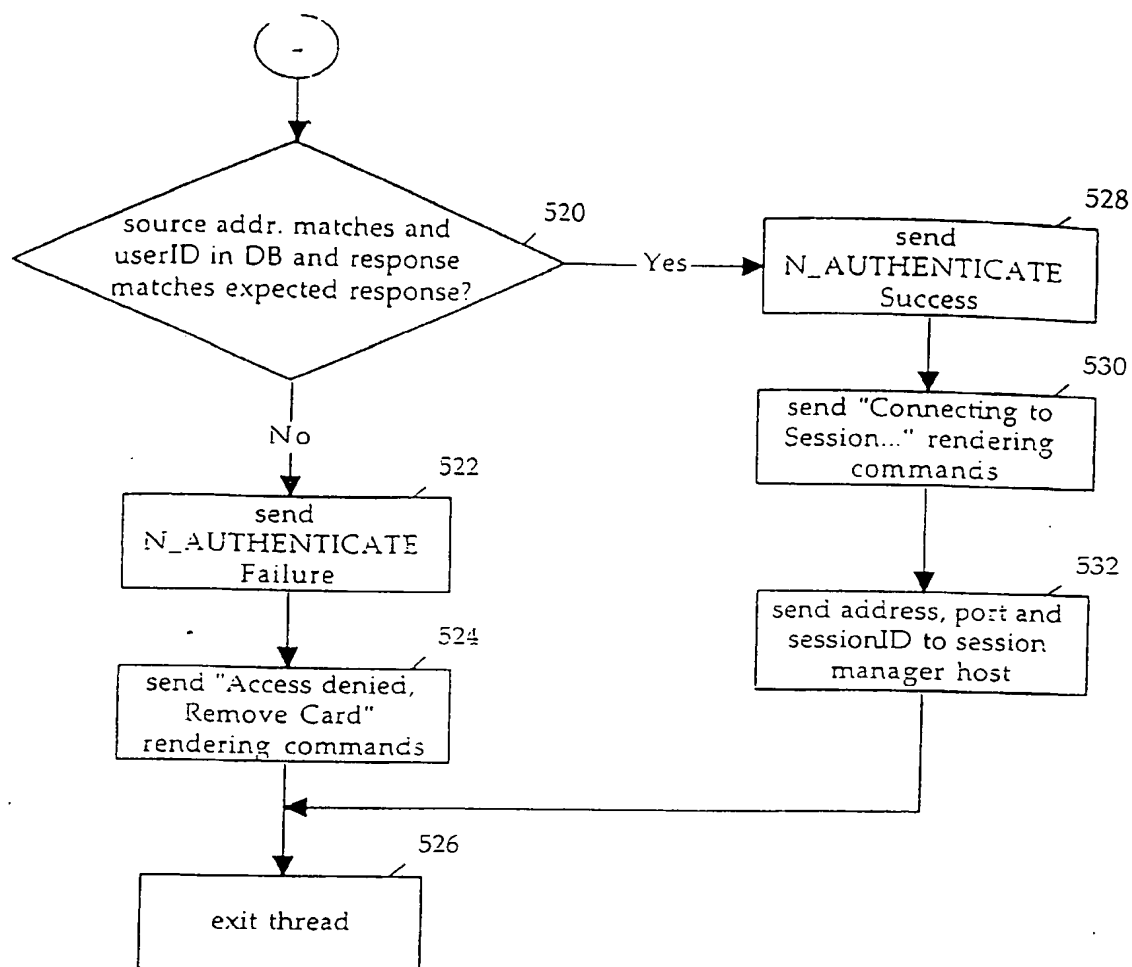 520
source addr. matches and
userID in DB and response
matches expected response?
Yes
528
send
N_AUTHENTICATE
Success
530
send "Connecting to
Session..." rendering
commands
532
send address, port and
sessionID to session
manager host
No
522
send
N_AUTHENTICATE
Failure
524
send "Access denied,
Remove Card"
rendering commands
526
exit thread